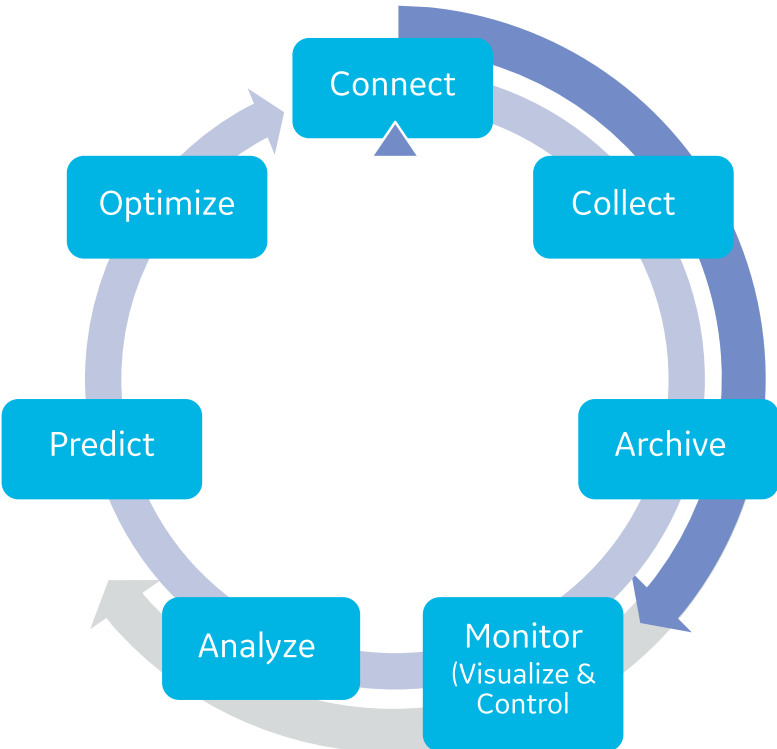 Connect
Collect
Archive
Monitor
(Visualize &
Control
Analyze
Predict
Optimize